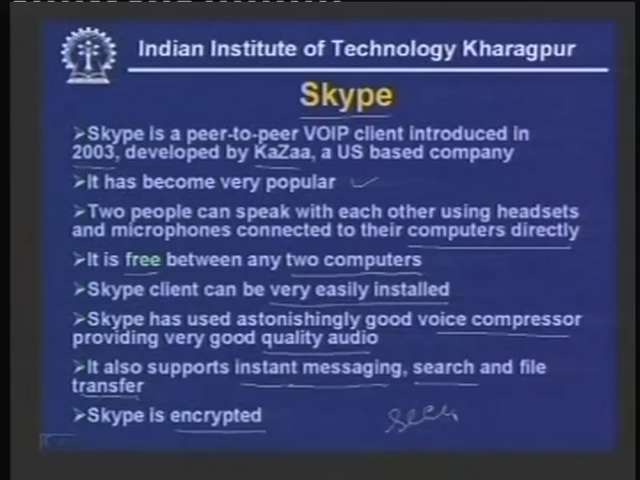 Indian Institute of Technology Kharagpur
Skype
➢Skype is a peer-to-peer VOIP client introduced in
2003, developed by KaZaa, a US based company
➢It has become very popular
➢Two people can speak with each other using headsets
and microphones connected to their computers directly
➢It is free between any two computers
➢Skype client can be very easily installed
➢Skype has used astonishingly good voice compressor
providing very good quality audio
➢It also supports instant messaging, search and file
transfer
➢Skype is encrypted